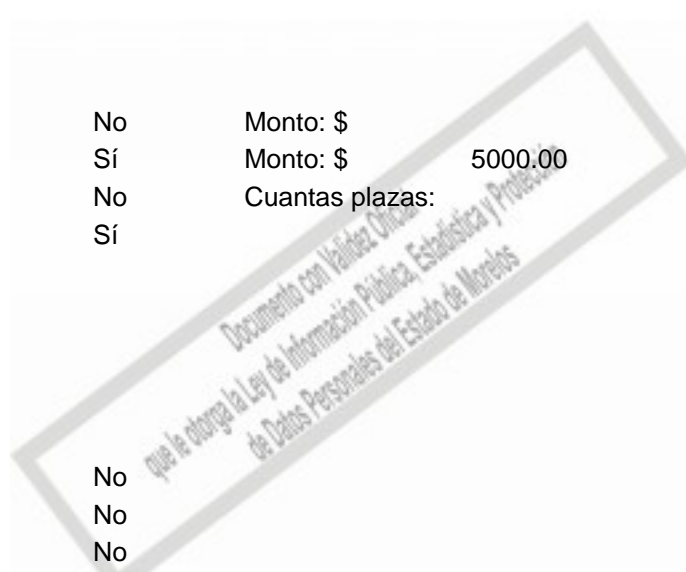 No Monto: $
Sí Monto: $ 5000.00
No Cuantas plazas:
Sí
Documento con Validez Oficial
que le otorga la Ley de Información Pública, Estadística y Protección
de Datos Personales del Estado de Morelos
No
No
No